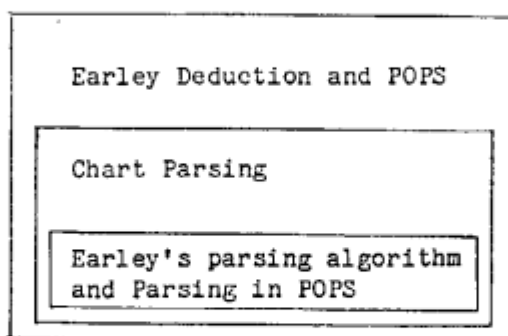 Earley Deduction and POPS
Chart Parsing
Earley's parsing algorithm
and Parsing in POPS